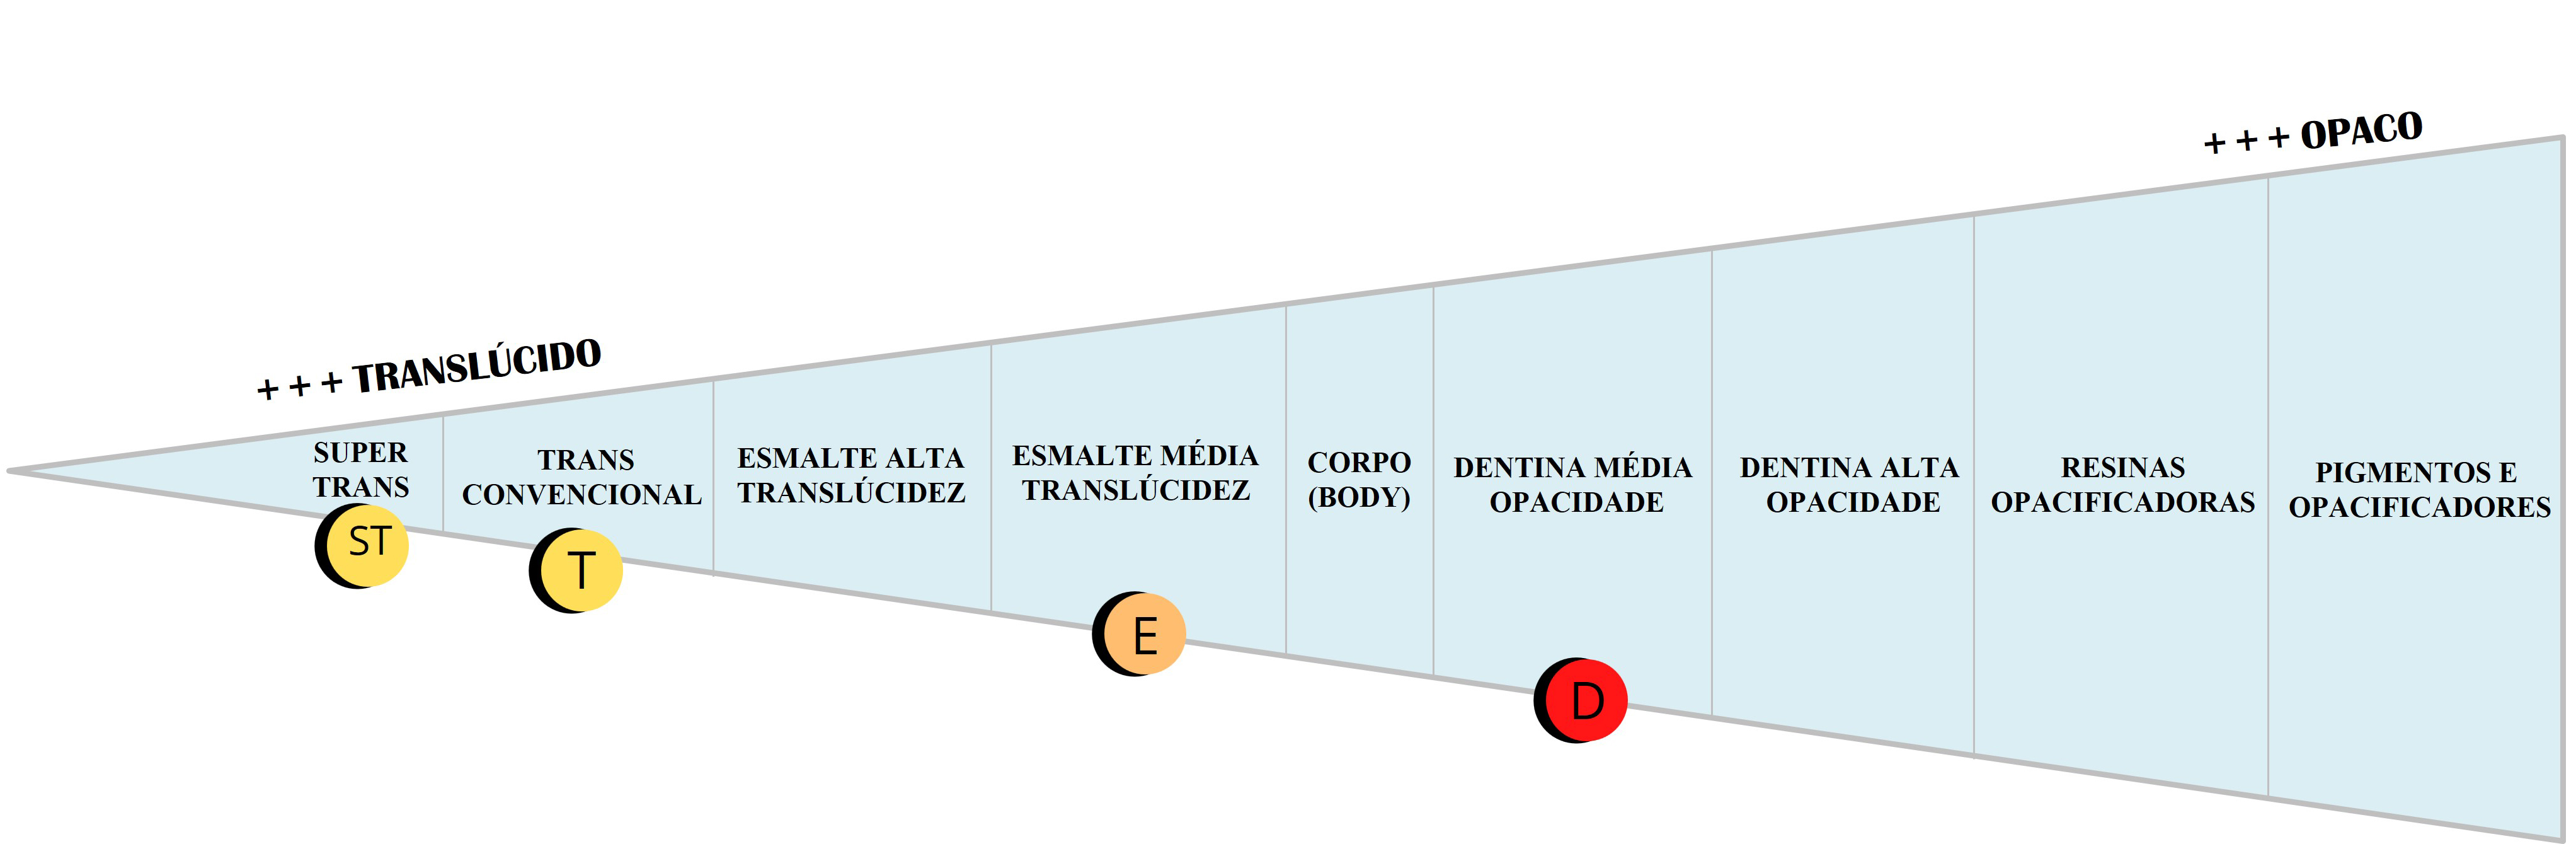 + + + OPACO
+ + + TRANSLÚCIDO
SUPER
TRANS
TRANS
CONVENCIONAL
ESMALTE ALTA
TRANSLÚCIDEZ
ESMALTE MÉDIA
TRANSLÚCIDEZ
CORPO
(BODY)
DENTINA MÉDIA
OPACIDADE
DENTINA ALTA
OPACIDADE
RESINAS
OPACIFICADORAS
PIGMENTOS E
OPACIFICADORES
ST
T
E
D